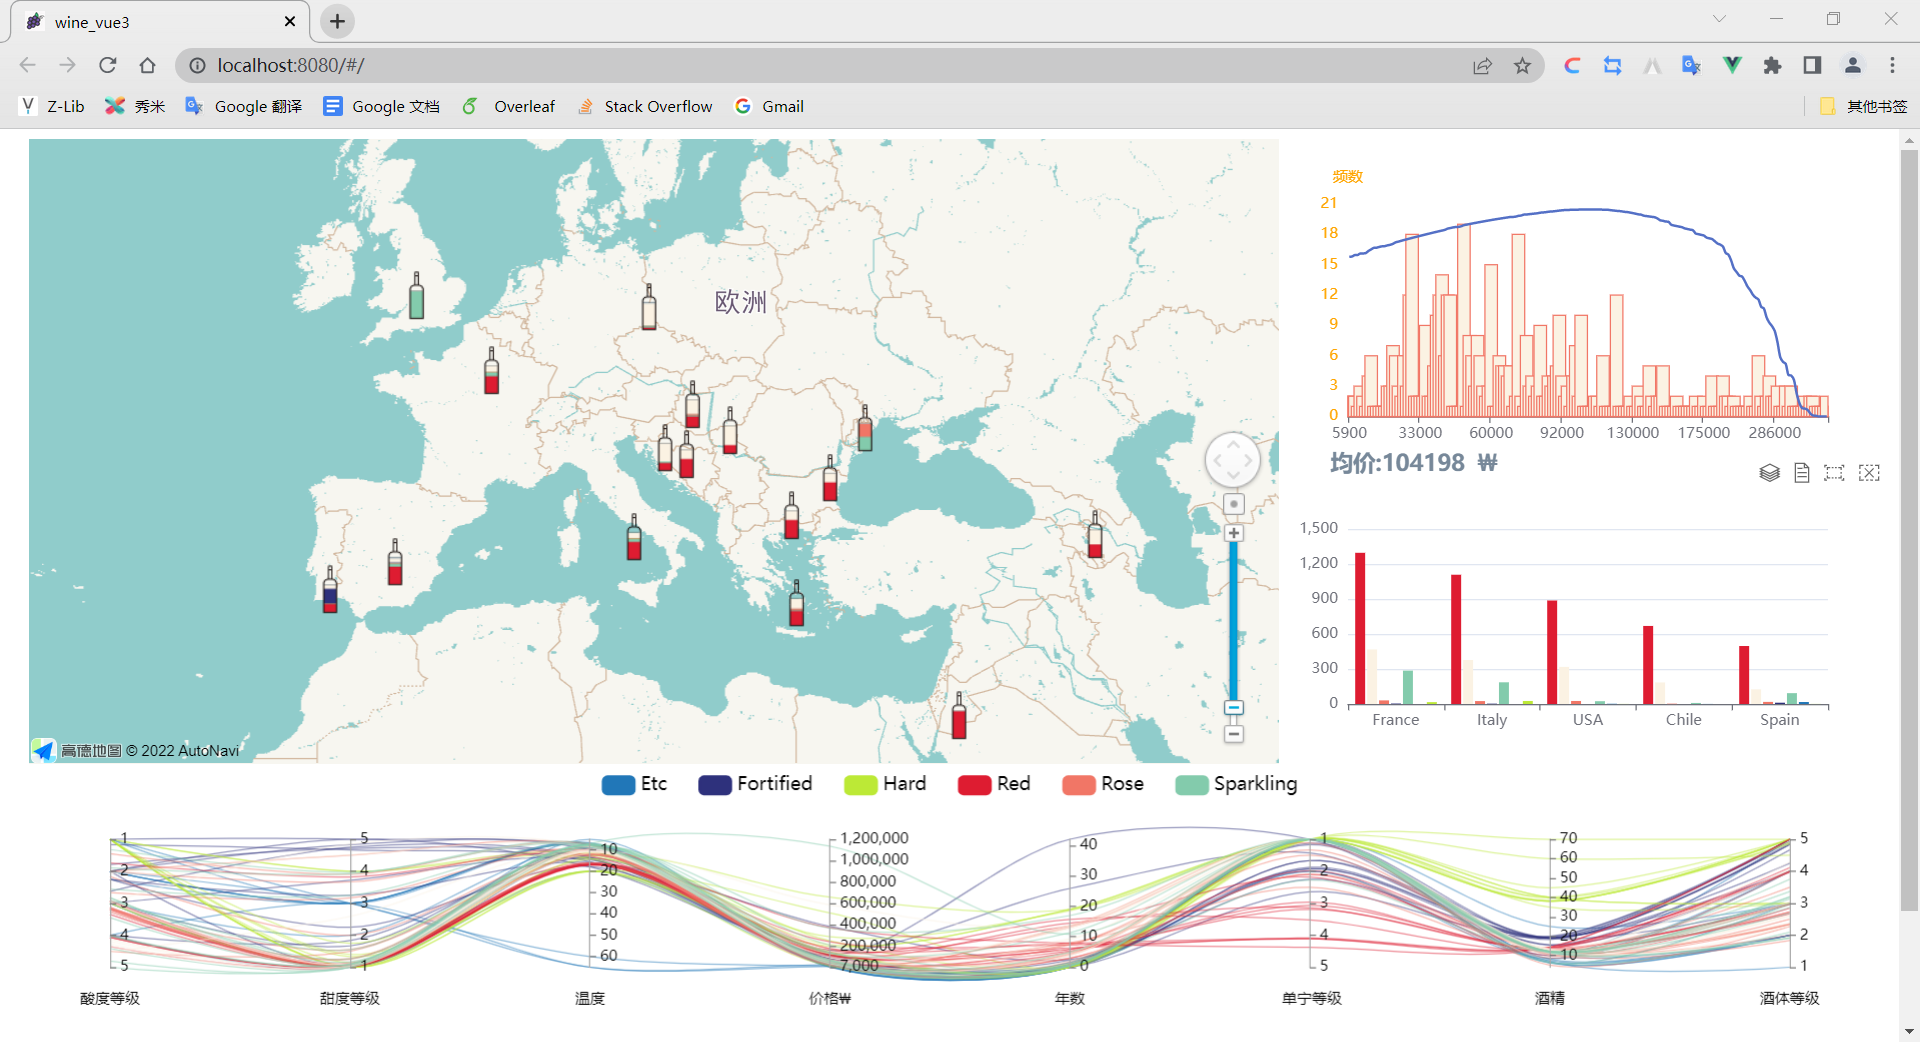 wine_vue3
localhost:8080/#/
Z-Lib
秀米
Google 翻译
Google 文档
Overleaf
Stack Overflow
Gmail
其他书签
欧洲
高德地图 © 2022 AutoNavi
频数
21
18
15
12
9
6
3
0
5900 33000 60000 92000 130000 175000 286000
均价:104198 ₩
1,500
1,200
900
600
300
0
France Italy USA Chile Spain
Etc Fortified Hard Red Rose Sparkling
1
2
3
4
5
酸度等级
5
4
3
2
1
甜度等级
10
20
30
40
50
60
温度
1,200,000
1,000,000
800,000
600,000
400,000
200,000
7,000
价格₩
40
30
20
10
0
年数
1
2
3
4
5
单宁等级
70
60
50
40
30
20
10
酒精
5
4
3
2
1
酒体等级